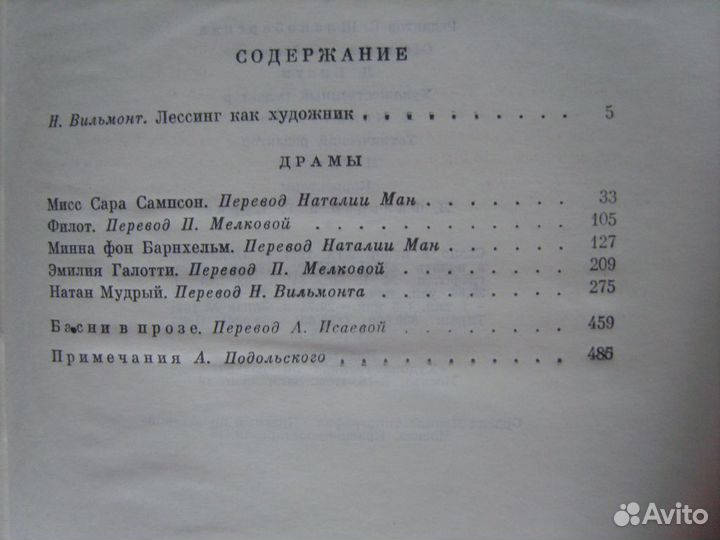 СОДЕРЖАНИЕ
Н. Вильмонт. Лессинг как художник . . . . . . . . . . 5
ДРАМЫ
Мисс Сара Сампсон. Перевод Наталии Ман . . . . . . . 33
Филот. Перевод П. Мелковой . . . . . . . . . . . 105
Минна фон Барнхельм. Перевод Наталии Ман . . . . . . 127
Эмилия Галотти. Перевод П. Мелковой . . . . . . . . 209
Натан Мудрый. Перевод Н. Вильмонта . . . . . . . . . 275
Басни в прозе. Перевод А. Исаевой . . . . . . . . 459
Примечания А. Подольского . . . . . . . . . . 485
Avito